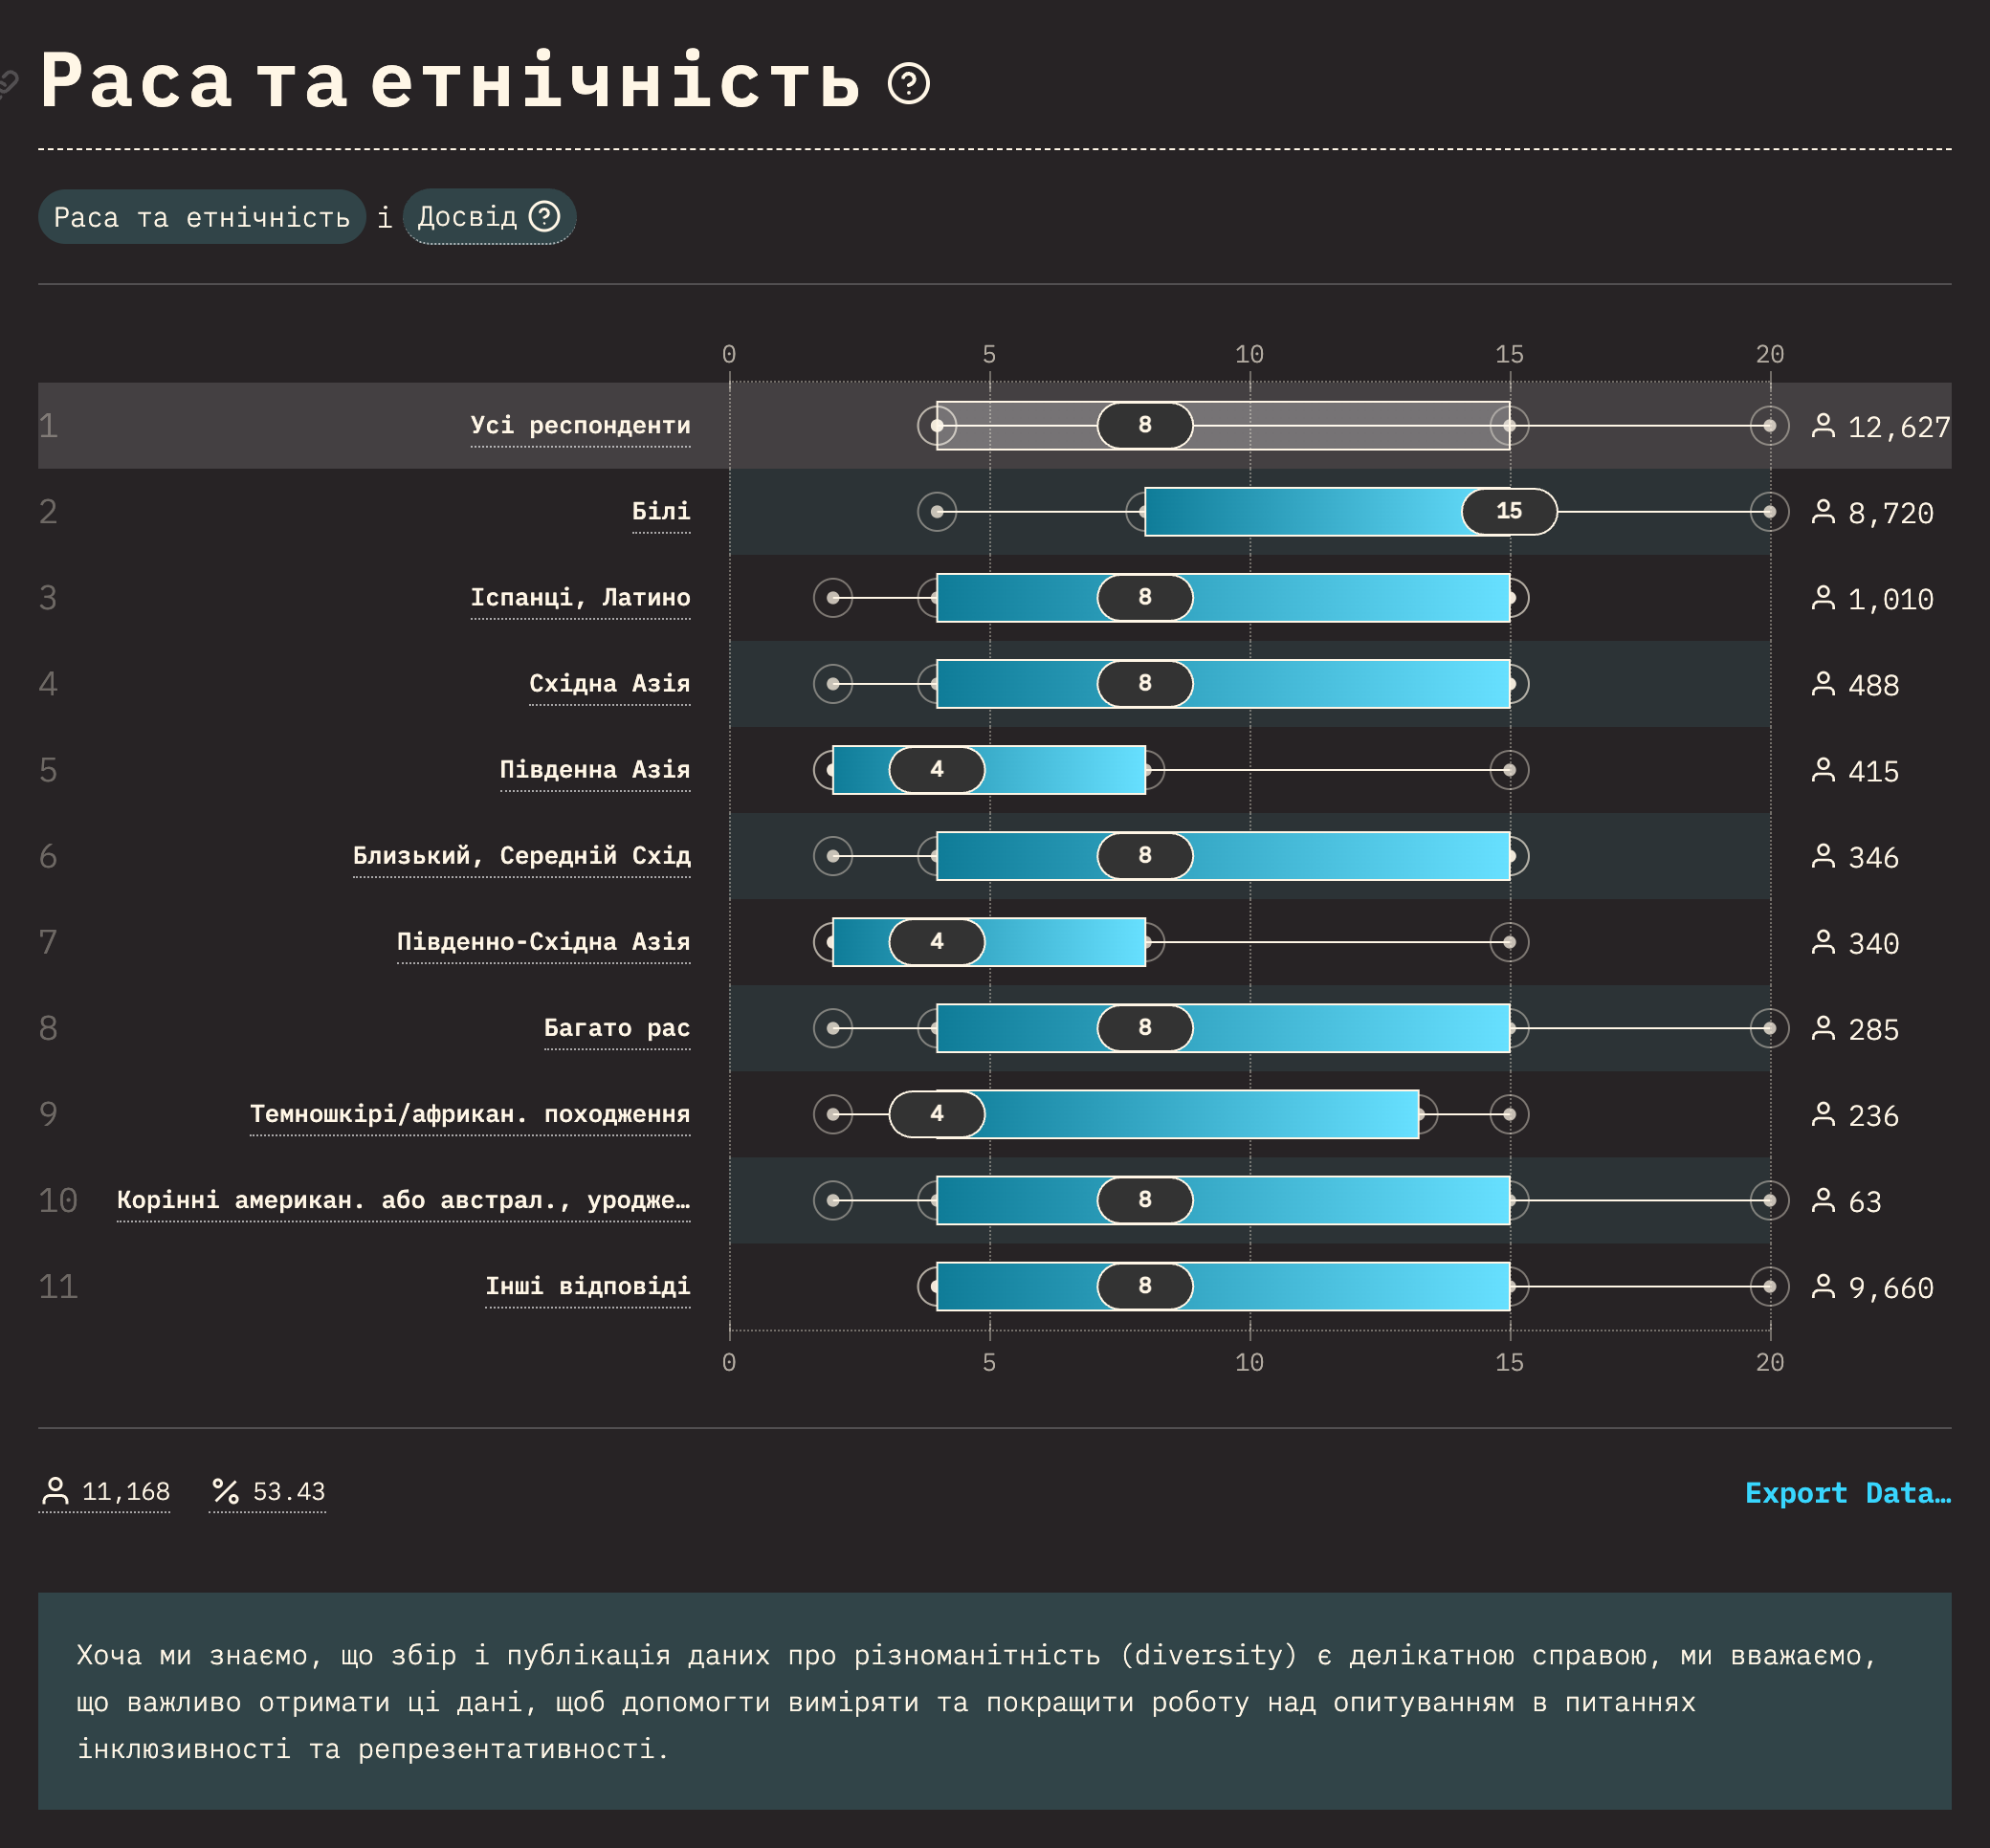 Раса та етнічність
Раса та етнічність і Досвід
0 5 10 15 20
1 Усі респонденти 8 12,627
2 Білі 15 8,720
3 Іспанці, Латино 8 1,010
4 Східна Азія 8 488
5 Південна Азія 4 415
6 Близький, Середній Схід 8 346
7 Південно-Східна Азія 4 340
8 Багато рас 8 285
9 Темношкірі/африкан. походження 4 236
10 Корінні американ. або австрал., уродже… 8 63
11 Інші відповіді 8 9,660
0 5 10 15 20
11,168 % 53.43 Export Data…
Хоча ми знаємо, що збір і публікація даних про різноманітність (diversity) є делікатною справою, ми вважаємо,
що важливо отримати ці дані, щоб допомогти виміряти та покращити роботу над опитуванням в питаннях
інклюзивності та репрезентативності.